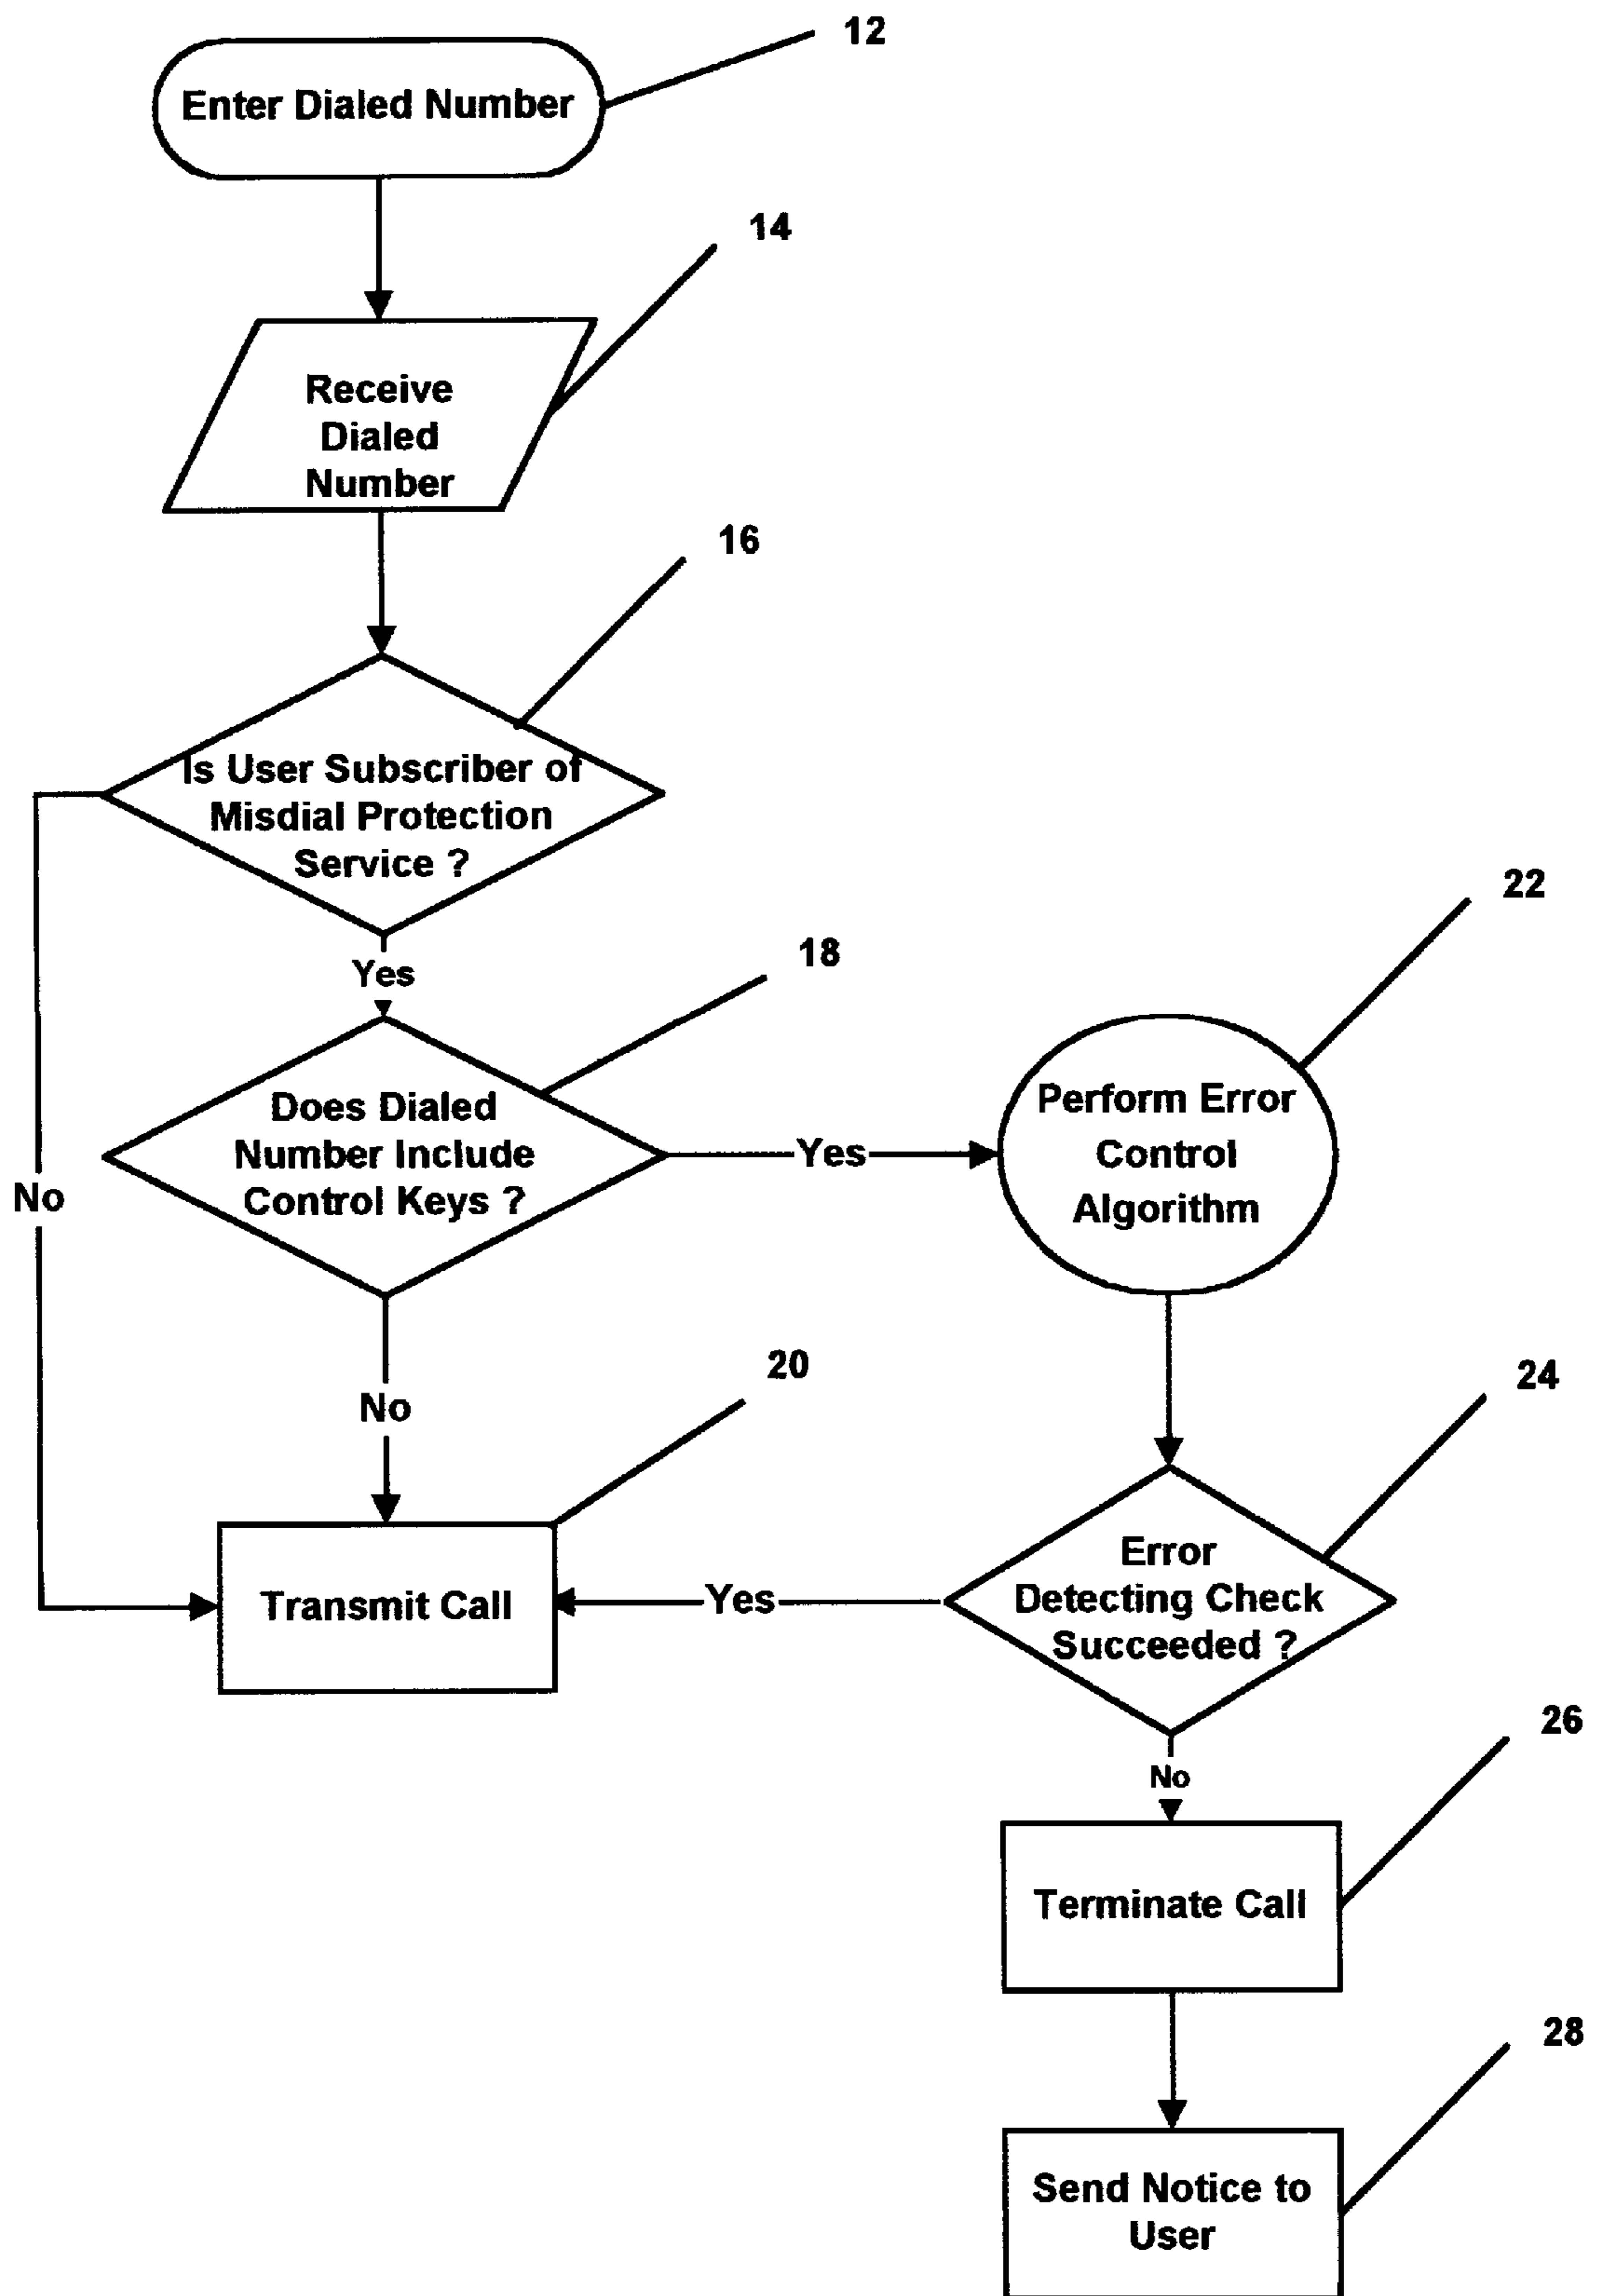 12
Enter Dialed Number
14
Receive
Dialed
Number
16
Is User Subscriber of
Misdial Protection
Service ?
22
18
Yes
Does Dialed
Number Include
Control Keys ?
Yes
Perform Error
Control
Algorithm
No
20
24
No
Error
Detecting Check
Succeeded ?
Transmit Call
Yes
26
No
Terminate Call
28
Send Notice to
User